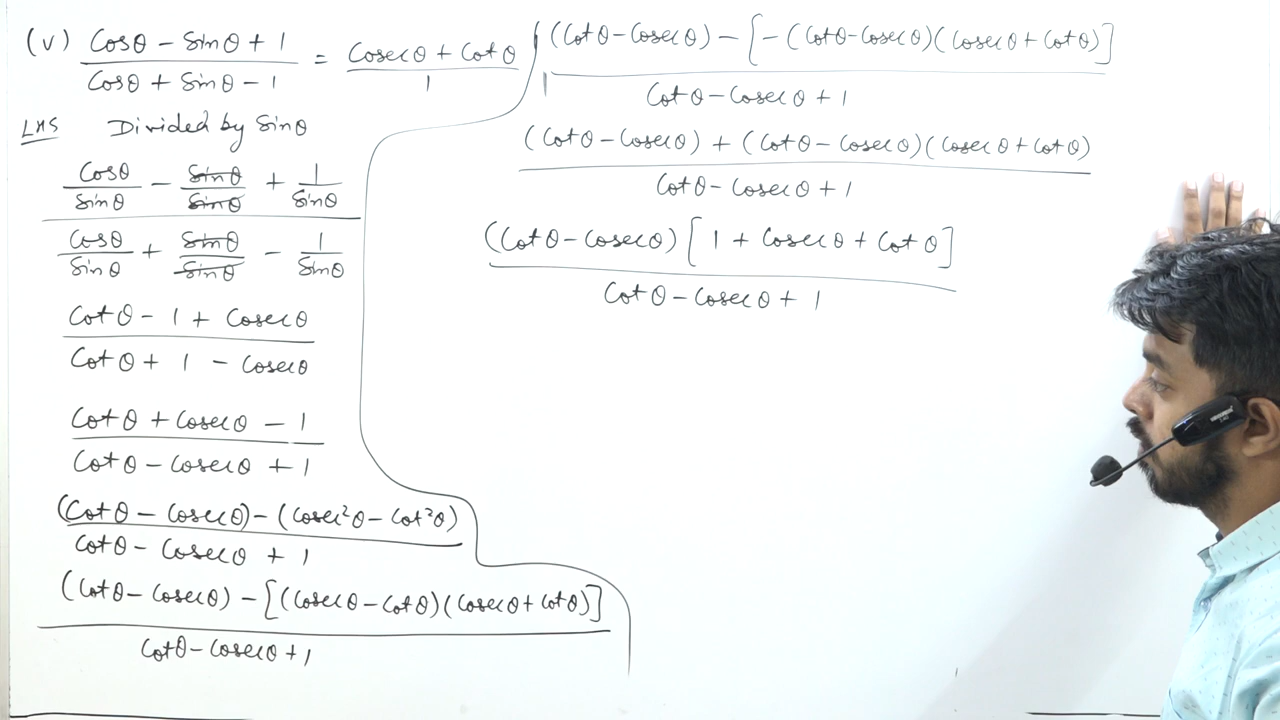 (v) (Cosθ - Sinθ + 1)/(Cosθ + Sinθ - 1) = (Cosecθ + Cotθ)/1
LHS Divided by Sinθ
(Cosθ/Sinθ - Sinθ/Sinθ + 1/Sinθ)/(Cosθ/Sinθ + Sinθ/Sinθ - 1/Sinθ)
(Cotθ - 1 + Cosecθ)/(Cotθ + 1 - Cosecθ)
(Cotθ + Cosecθ - 1)/(Cotθ - Cosecθ + 1)
((Cotθ - Cosecθ) - (Cosec²θ - Cot²θ))/(Cotθ - Cosecθ + 1)
((Cotθ - Cosecθ) - [(Cosecθ - Cotθ)(Cosecθ + Cotθ)])/(Cotθ - Cosecθ + 1)
((Cotθ - Cosecθ) - [-(Cotθ - Cosecθ)(Cosecθ + Cotθ)])/(Cotθ - Cosecθ + 1)
((Cotθ - Cosecθ) + (Cotθ - Cosecθ)(Cosecθ + Cotθ))/(Cotθ - Cosecθ + 1)
((Cotθ - Cosecθ)[1 + Cosecθ + Cotθ])/(Cotθ - Cosecθ + 1)